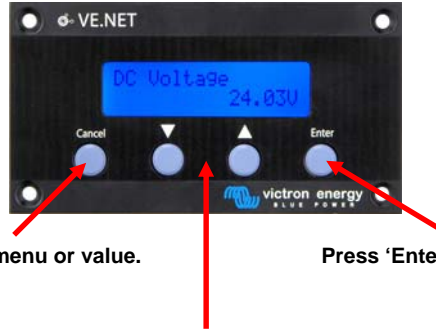 VE.NET
DC Voltage
24.03V
Cancel
Enter
victron energy
BLUE POWER
menu or value.
Press ‘Ente